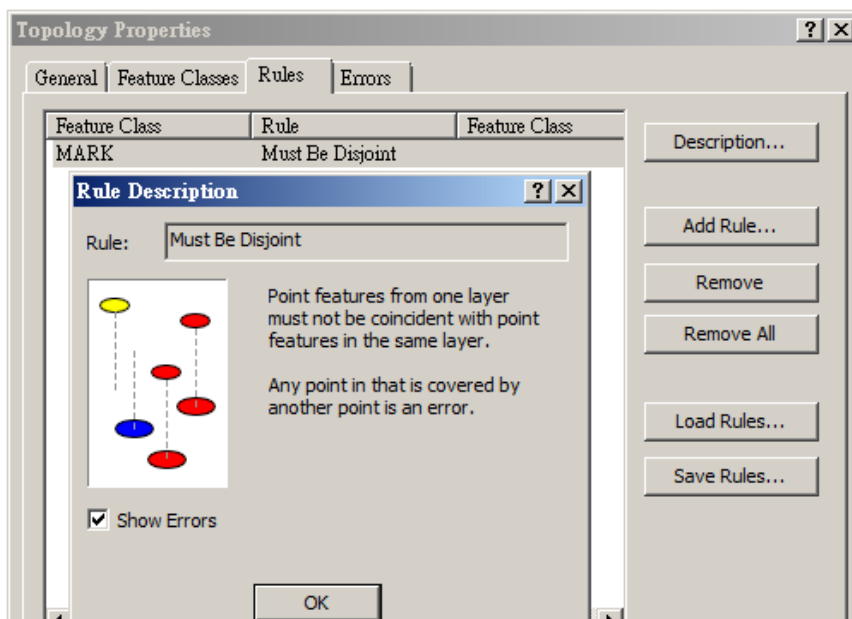 Topology Properties
General Feature Classes Rules Errors
Feature Class Rule Feature Class
MARK Must Be Disjoint
Description...
Add Rule...
Remove
Remove All
Load Rules...
Save Rules...
Rule Description
Rule: Must Be Disjoint
Point features from one layer
must not be coincident with point
features in the same layer.
Any point in that is covered by
another point is an error.
Show Errors
OK